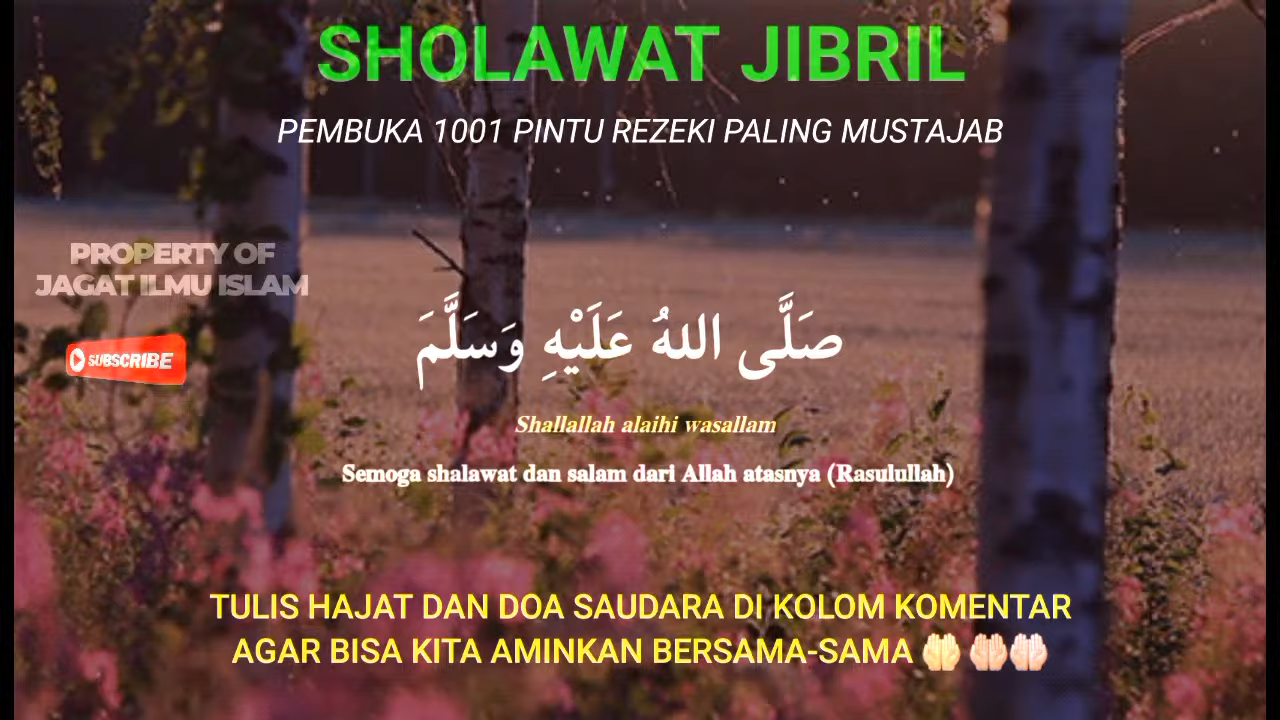 SHOLAWAT JIBRIL
PEMBUKA 1001 PINTU REZEKI PALING MUSTAJAB
PROPERTY OF
JAGAT ILMU ISLAM
SUBSCRIBE
صَلَّى اللهُ عَلَيْهِ وَسَلَّمَ
Shallallah alaihi wasallam
Semoga shalawat dan salam dari Allah atasnya (Rasulullah)
TULIS HAJAT DAN DOA SAUDARA DI KOLOM KOMENTAR
AGAR BISA KITA AMINKAN BERSAMA-SAMA 🤲🏻 🤲🏻🤲🏻